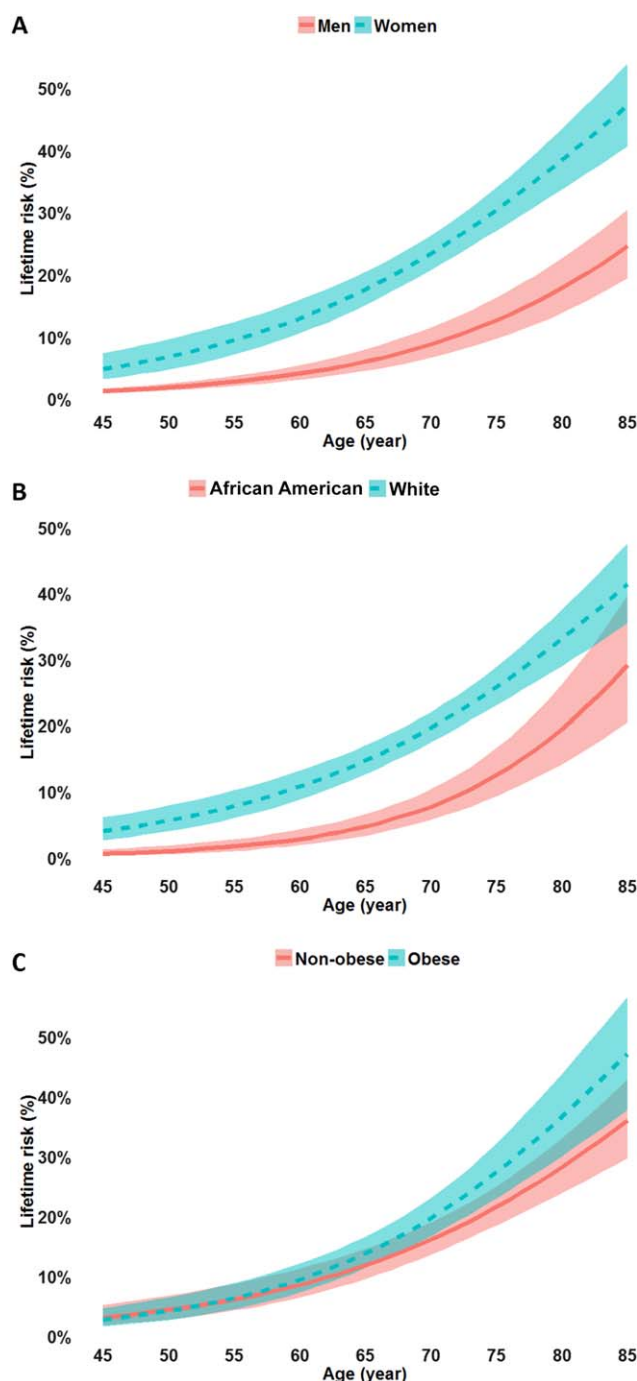 A
Men Women
50%
40%
30%
20%
10%
0%
Lifetime risk (%)
45 50 55 60 65 70 75 80 85
Age (year)
B
African American White
50%
40%
30%
20%
10%
0%
Lifetime risk (%)
45 50 55 60 65 70 75 80 85
Age (year)
C
Non-obese Obese
50%
40%
30%
20%
10%
0%
Lifetime risk (%)
45 50 55 60 65 70 75 80 85
Age (year)